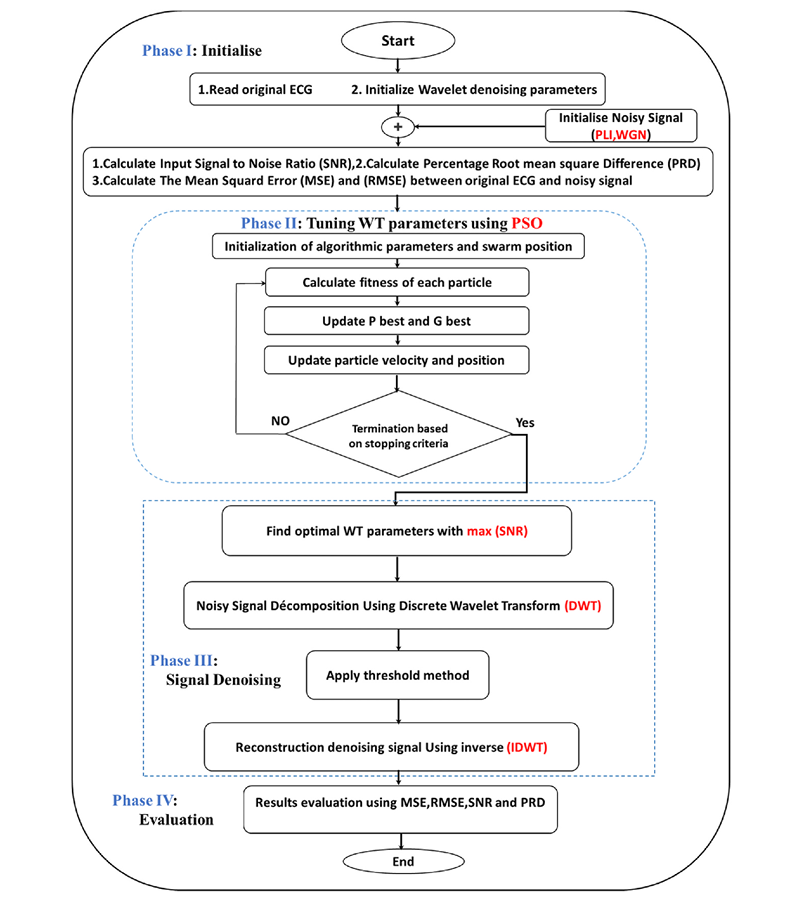 Start
Phase I: Initialise
1.Read original ECG 2. Initialize Wavelet denoising parameters
+
Initialise Noisy Signal
(PLI,WGN)
1.Calculate Input Signal to Noise Ratio (SNR),2.Calculate Percentage Root mean square Difference (PRD)
3.Calculate The Mean Squard Error (MSE) and (RMSE) between original ECG and noisy signal
Phase II: Tuning WT parameters using PSO
Initialization of algorithmic parameters and swarm position
Calculate fitness of each particle
Update P best and G best
Update particle velocity and position
NO
Yes
Termination based
on stopping criteria
Find optimal WT parameters with max (SNR)
Noisy Signal Décomposition Using Discrete Wavelet Transform (DWT)
Phase III:
Signal Denoising
Apply threshold method
Reconstruction denoising signal Using inverse (IDWT)
Phase IV:
Evaluation
Results evaluation using MSE,RMSE,SNR and PRD
End